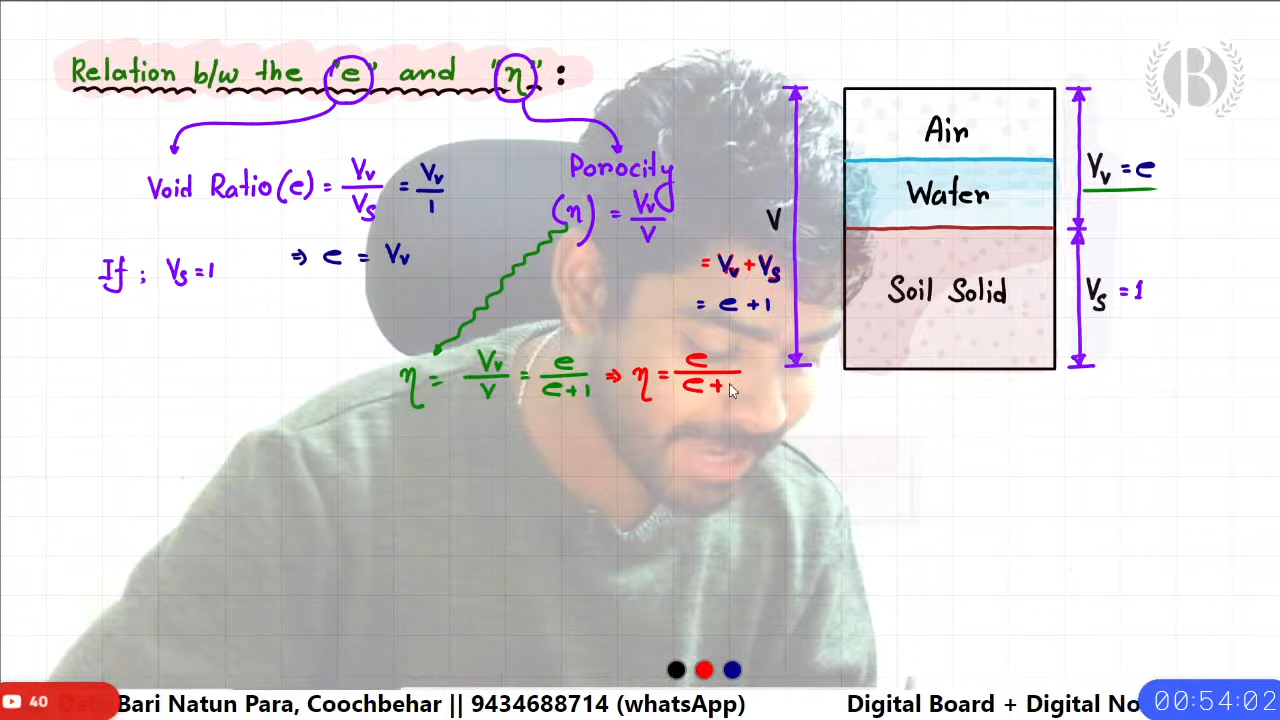 Relation b/w the "e" and "η" :
Void Ratio (e) = Vv/Vs = Vv/1
If ; Vs = 1
⇒ e = Vv
Porocity
(η) = Vv/V
V
= Vv + Vs
= e + 1
η = Vv/V = e/e+1 ⇒ η = e/e+
Air
Water
Soil Solid
Vv = e
Vs = 1
B
40
Bari Natun Para, Coochbehar || 9434688714 (whatsApp)
Digital Board + Digital No
00:54:02